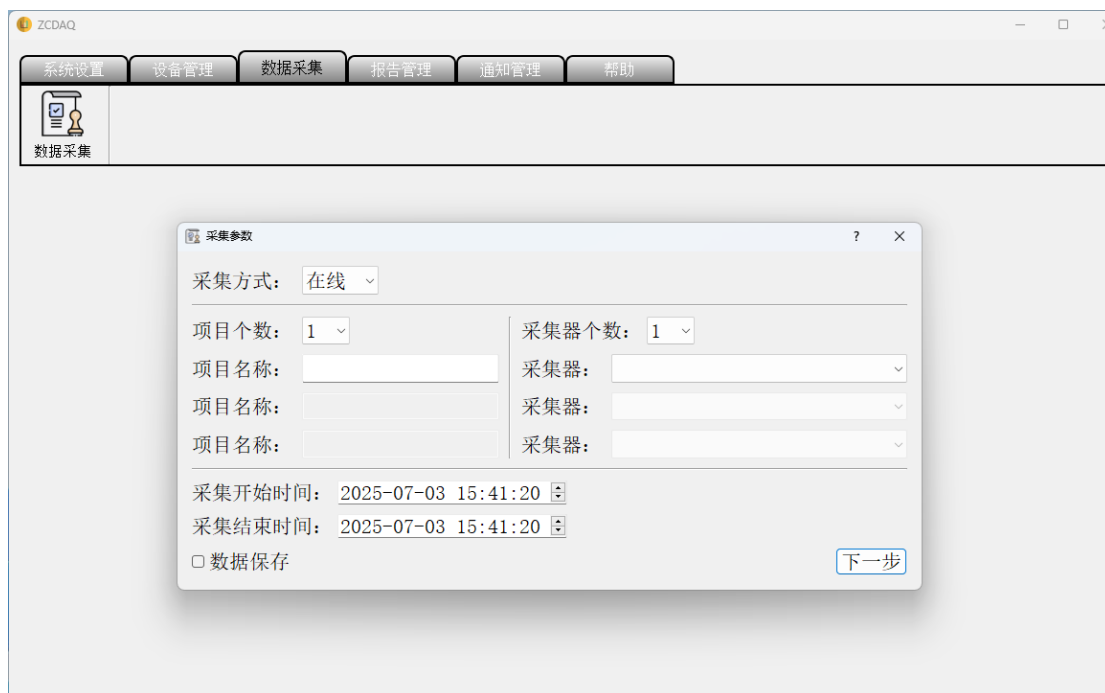 ZCDAQ
系统设置 设备管理 数据采集 报告管理 通知管理 帮助
数据采集
采集参数 ?
采集方式： 在线
项目个数： 1 采集器个数： 1
项目名称： 采集器：
项目名称： 采集器：
项目名称： 采集器：
采集开始时间： 2025-07-03 15:41:20
采集结束时间： 2025-07-03 15:41:20
数据保存 下一步